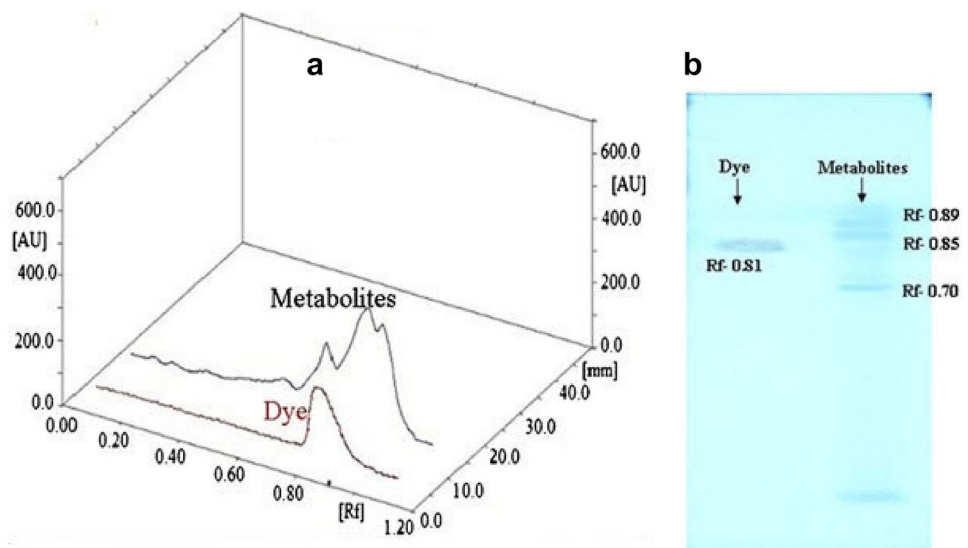 a
600.0
[AU]
400.0
200.0
0.0
0.00
0.20
0.40
0.60
0.80
[Rf]
1.20
0.0
10.0
20.0
30.0
40.0
[mm]
0.0
200.0
400.0
[AU]
600.0
Metabolites
Dye
b
Dye
Metabolites
Rf- 0.89
Rf- 0.85
Rf- 0.81
Rf- 0.70